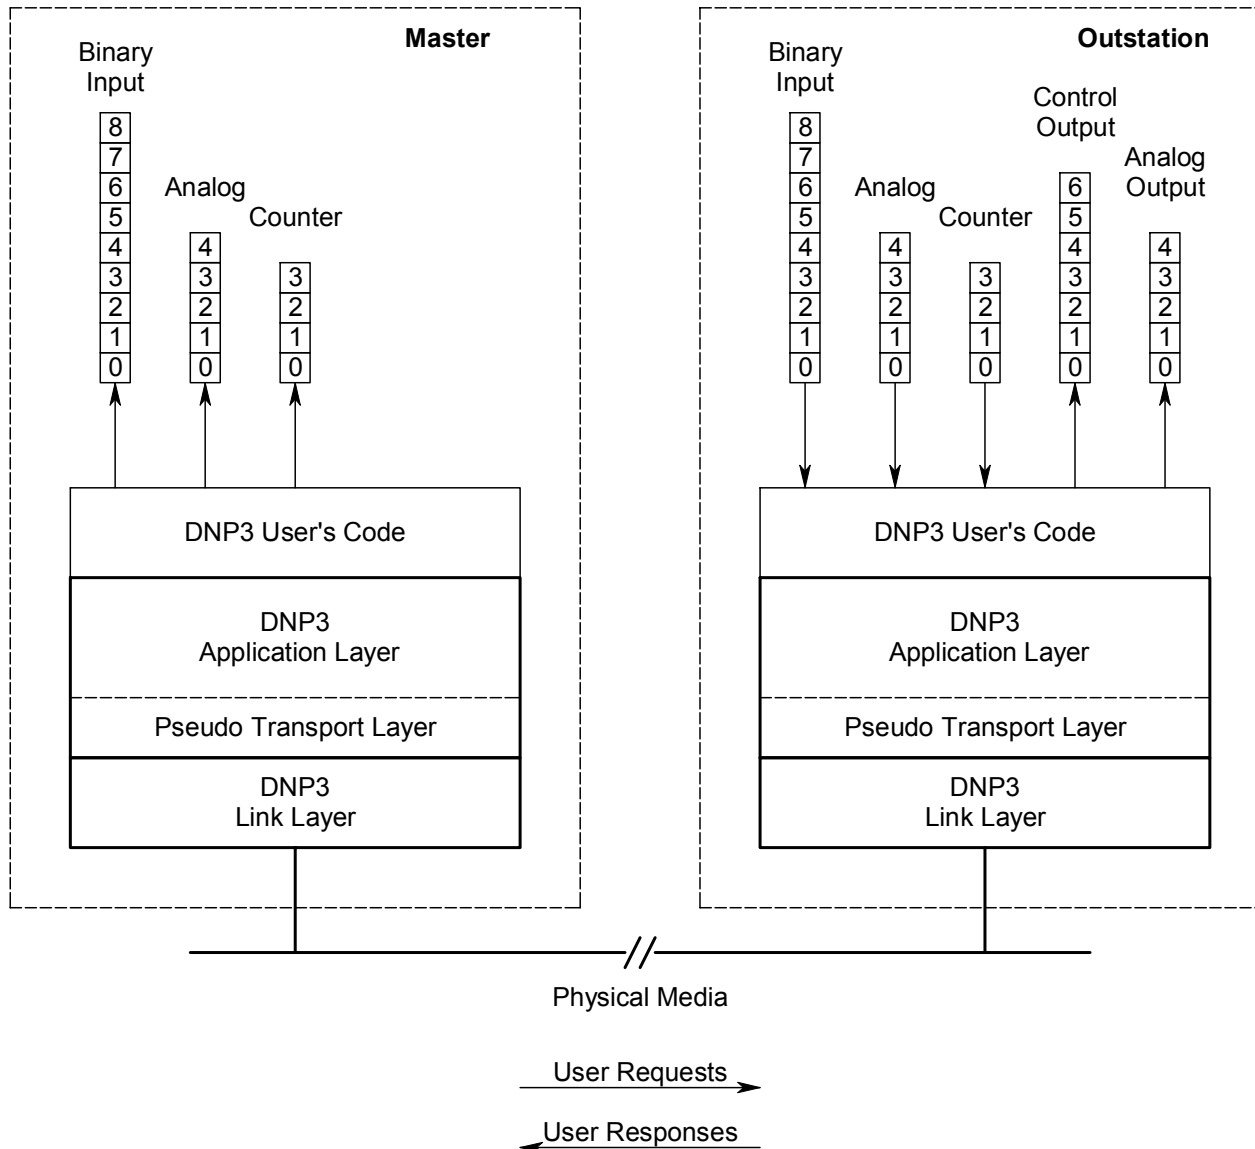 Master
Binary
Input
8
7
6
5
4
3
2
1
0
Analog
4
3
2
1
0
Counter
3
2
1
0
DNP3 User's Code
DNP3
Application Layer
Pseudo Transport Layer
DNP3
Link Layer
Outstation
Binary
Input
8
7
6
5
4
3
2
1
0
Analog
4
3
2
1
0
Counter
3
2
1
0
Control
Output
6
5
4
3
2
1
0
Analog
Output
4
3
2
1
0
DNP3 User's Code
DNP3
Application Layer
Pseudo Transport Layer
DNP3
Link Layer
Physical Media
User Requests
User Responses